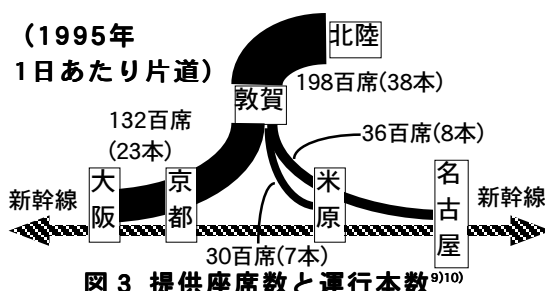 (1995年
1日あたり片道)
北陸
敦賀
198百席(38本)
132百席
(23本)
36百席(8本)
大阪
京都
米原
名古屋
新幹線
新幹線
30百席(7本)
図3 提供座席数と運行本数9)10)